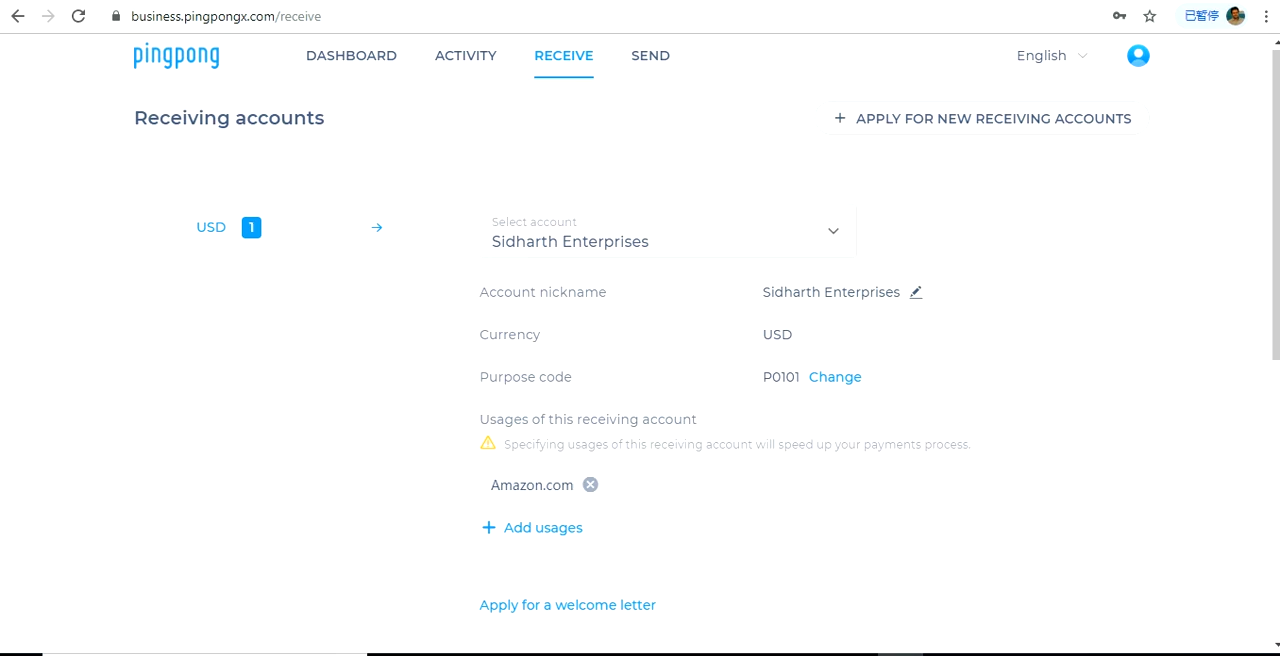 business.pingpongx.com/receive
已暂停
pingpong
DASHBOARD ACTIVITY RECEIVE SEND
English
Receiving accounts
+ APPLY FOR NEW RECEIVING ACCOUNTS
USD 1
Select account
Sidharth Enterprises
Account nickname Sidharth Enterprises
Currency USD
Purpose code P0101 Change
Usages of this receiving account
Specifying usages of this receiving account will speed up your payments process.
Amazon.com
+ Add usages
Apply for a welcome letter